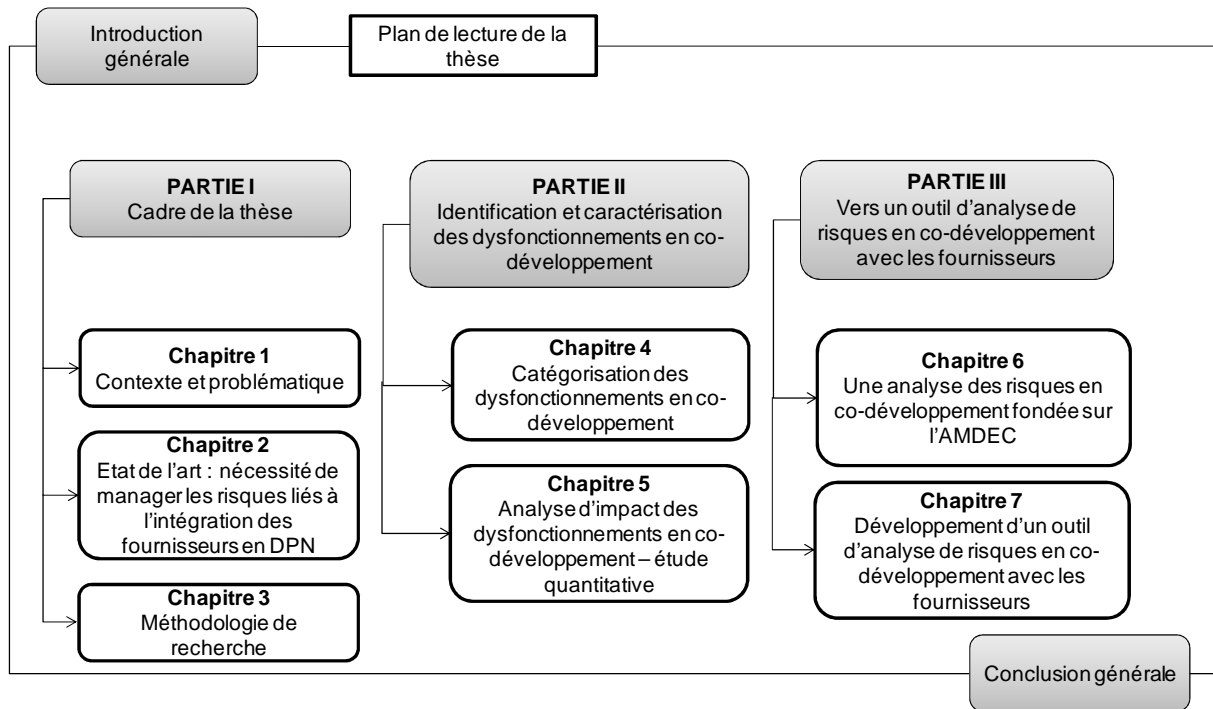 Introduction
générale
Plan de lecture de la
thèse
PARTIE I
Cadre de la thèse
Chapitre 1
Contexte et problématique
Chapitre 2
Etat de l'art : nécessité de
manager les risques liés à
l'intégration des
fournisseurs en DPN
Chapitre 3
Méthodologie de
recherche
PARTIE II
Identification et caractérisation
des dysfonctionnements en co-
développement
Chapitre 4
Catégorisation des
dysfonctionnements en co-
développement
Chapitre 5
Analyse d'impact des
dysfonctionnements en co-
développement – étude
quantitative
PARTIE III
Vers un outil d'analyse de
risques en co-développement
avec les fournisseurs
Chapitre 6
Une analyse des risques en
co-développement fondée sur
l'AMDEC
Chapitre 7
Développement d'un outil
d'analyse de risques en co-
développement avec les
fournisseurs
Conclusion générale